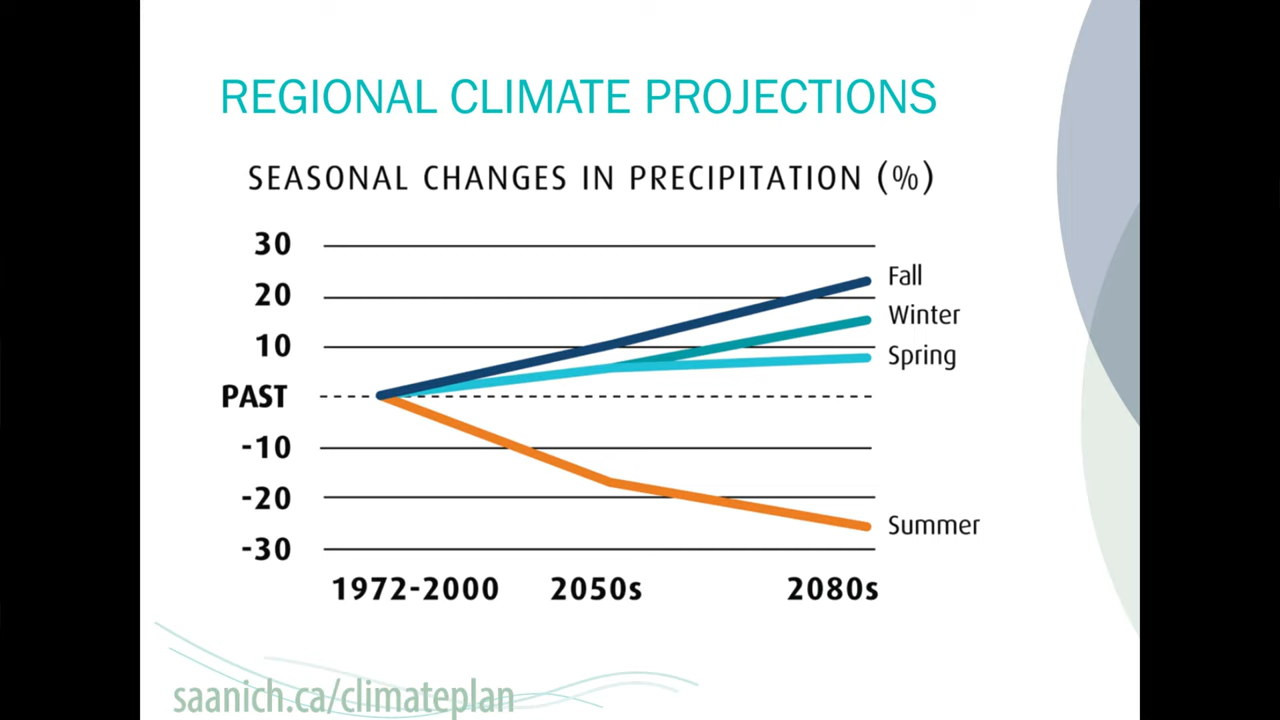 REGIONAL CLIMATE PROJECTIONS
SEASONAL CHANGES IN PRECIPITATION (%)
30
20
10
PAST
-10
-20
-30
Fall
Winter
Spring
Summer
1972-2000 2050s 2080s
saanich.ca/climateplan